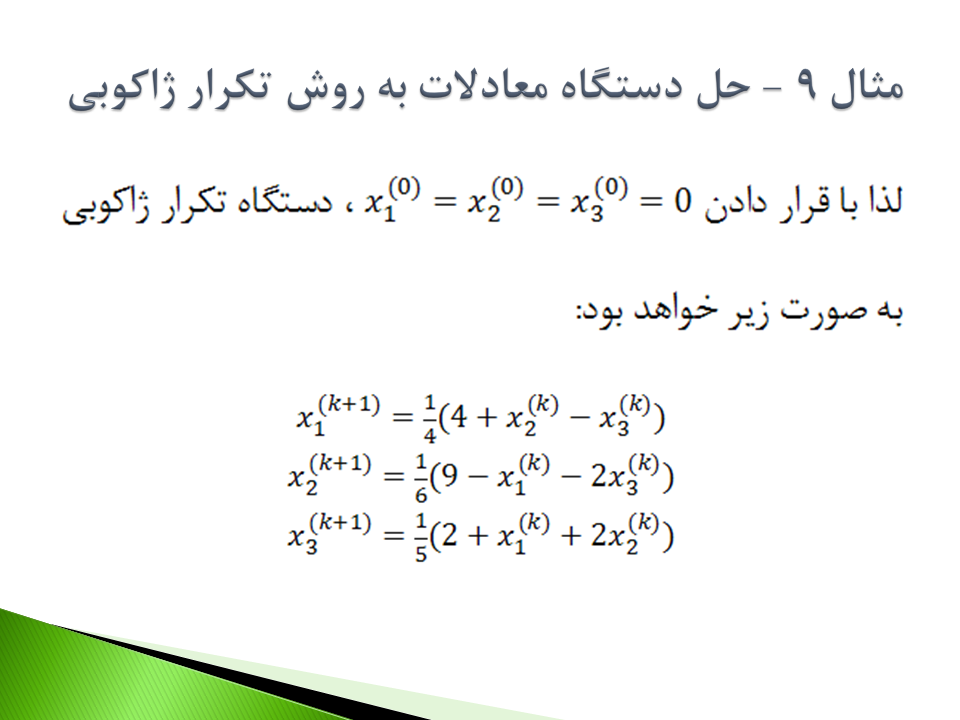 مثال ۹ – حل دستگاه معادلات به روش تکرار ژاکوبی
لذا با قرار دادن $x_1^{(0)} = x_2^{(0)} = x_3^{(0)} = 0$ ، دستگاه تکرار ژاکوبی
به صورت زیر خواهد بود:
$x_1^{(k+1)} = \frac{1}{4}(4 + x_2^{(k)} - x_3^{(k)})$
$x_2^{(k+1)} = \frac{1}{6}(9 - x_1^{(k)} - 2x_3^{(k)})$
$x_3^{(k+1)} = \frac{1}{5}(2 + x_1^{(k)} + 2x_2^{(k)})$